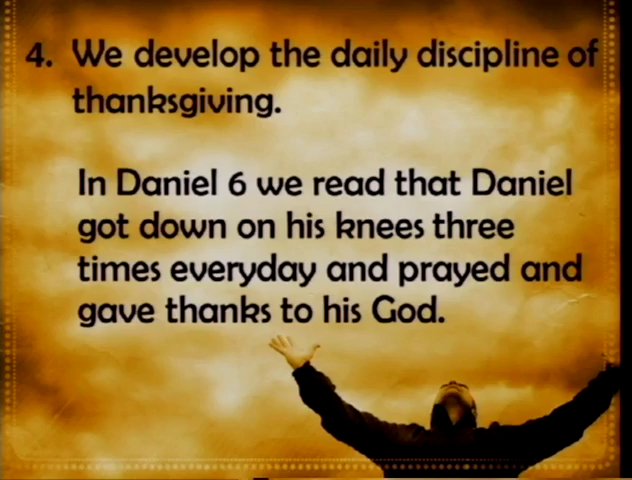 4. We develop the daily discipline of
thanksgiving.
In Daniel 6 we read that Daniel
got down on his knees three
times everyday and prayed and
gave thanks to his God.